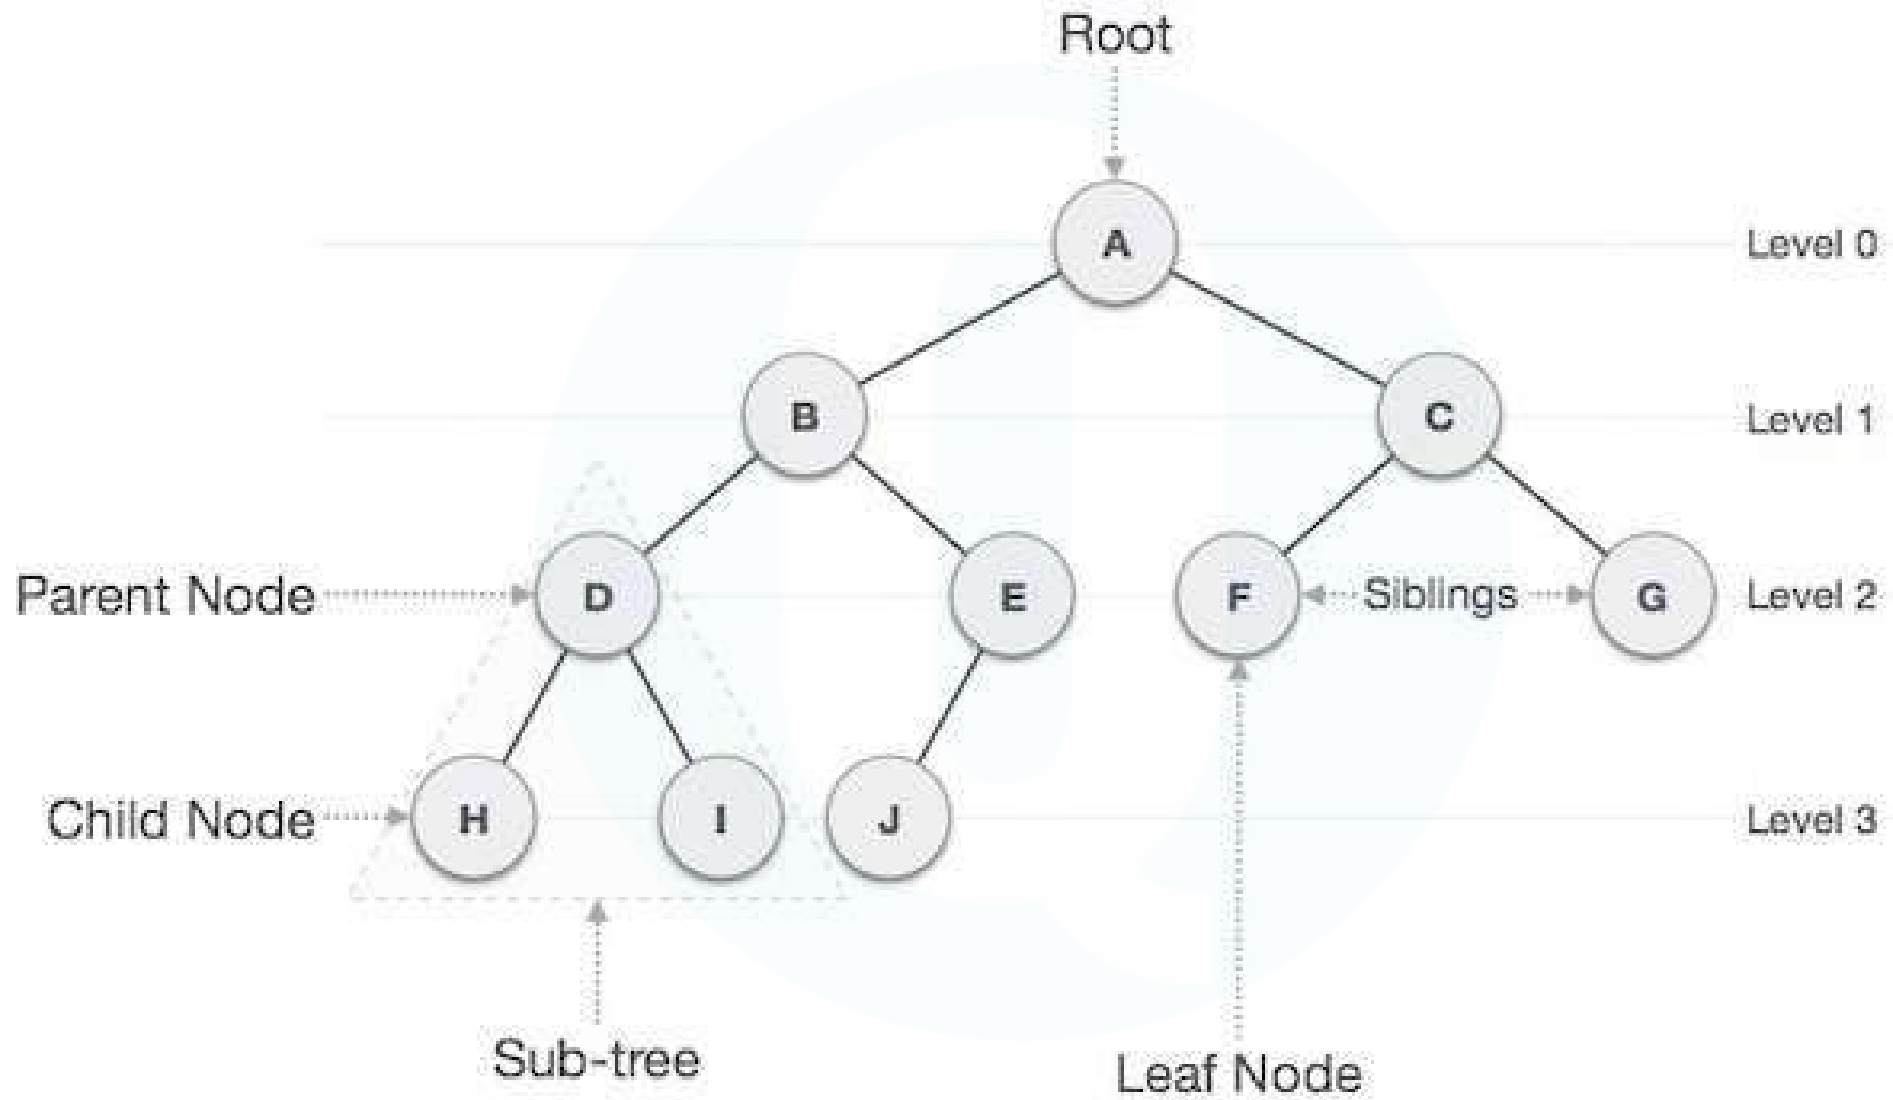 Root
A
Level 0
B
C
Level 1
Parent Node
D
E
F
Siblings
G
Level 2
Child Node
H
I
J
Level 3
Sub-tree
Leaf Node